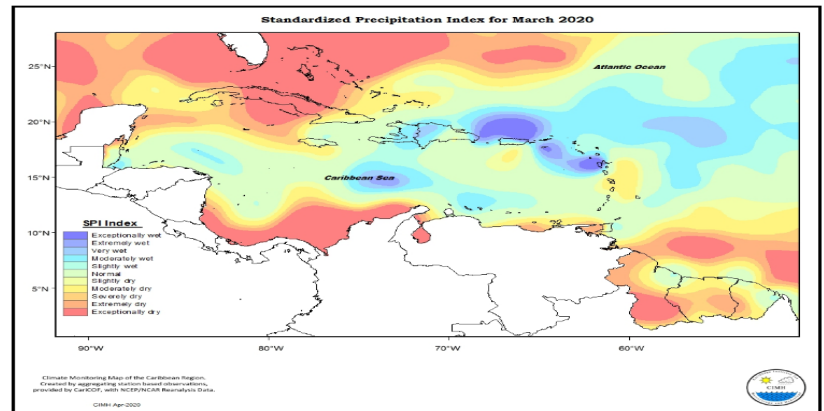 Standardized Precipitation Index for March 2020
25°N
Atlantic Ocean
20°N
15°N
Caribbean Sea
SPI Index
Exceptionally wet
Extremely wet
Very wet
Moderately wet
Slightly wet
Normal
Slightly dry
Moderately dry
Severely dry
Extremely dry
Exceptionally dry
10°N
5°N
90°W
80°W
70°W
60°W
Climate Monitoring Map of the Caribbean Region.
Created by aggregating station based observations,
provided by CariCOF, with NCEP/NCAR Reanalysis Data.
CIMH Apr-2020
CIMH